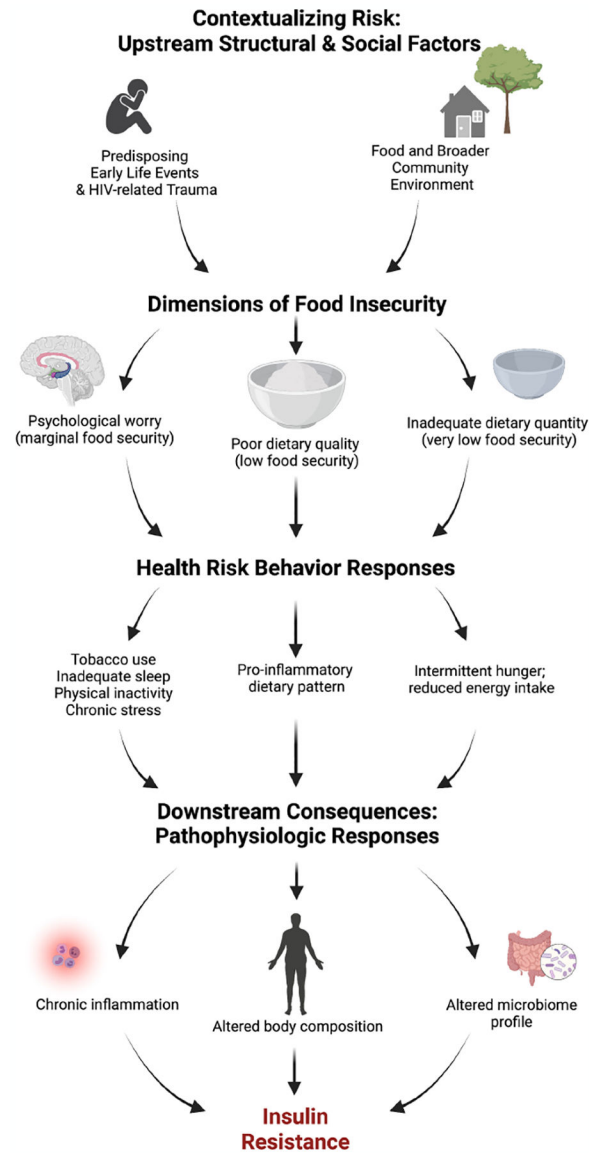 Contextualizing Risk:
Upstream Structural & Social Factors
Predisposing
Early Life Events
& HIV-related Trauma
Food and Broader
Community
Environment
Dimensions of Food Insecurity
Psychological worry
(marginal food security)
Poor dietary quality
(low food security)
Inadequate dietary quantity
(very low food security)
Health Risk Behavior Responses
Tobacco use
Inadequate sleep
Physical inactivity
Chronic stress
Pro-inflammatory
dietary pattern
Intermittent hunger;
reduced energy intake
Downstream Consequences:
Pathophysiologic Responses
Chronic inflammation
Altered body composition
Altered microbiome
profile
Insulin
Resistance